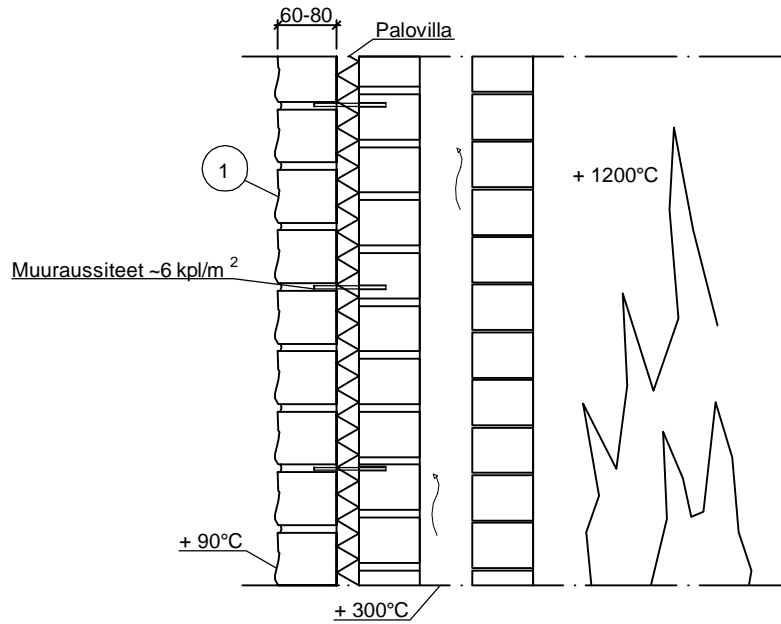 60-80
Palovilla
1
+ 1200°C
Muuraussiteet ~6 kpl/m ²
+ 90°C
+ 300°C